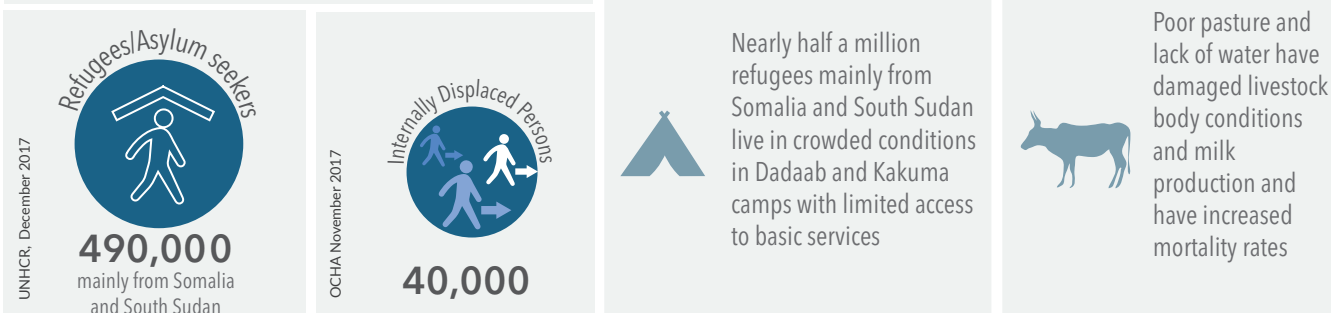 Refugees/Asylum seekers
UNHCR, December 2017
490,000
mainly from Somalia
and South Sudan
Internally Displaced Persons
OCHA November 2017
40,000
Nearly half a million
refugees mainly from
Somalia and South Sudan
live in crowded conditions
in Dadaab and Kakuma
camps with limited access
to basic services
Poor pasture and
lack of water have
damaged livestock
body conditions
and milk
production and
have increased
mortality rates